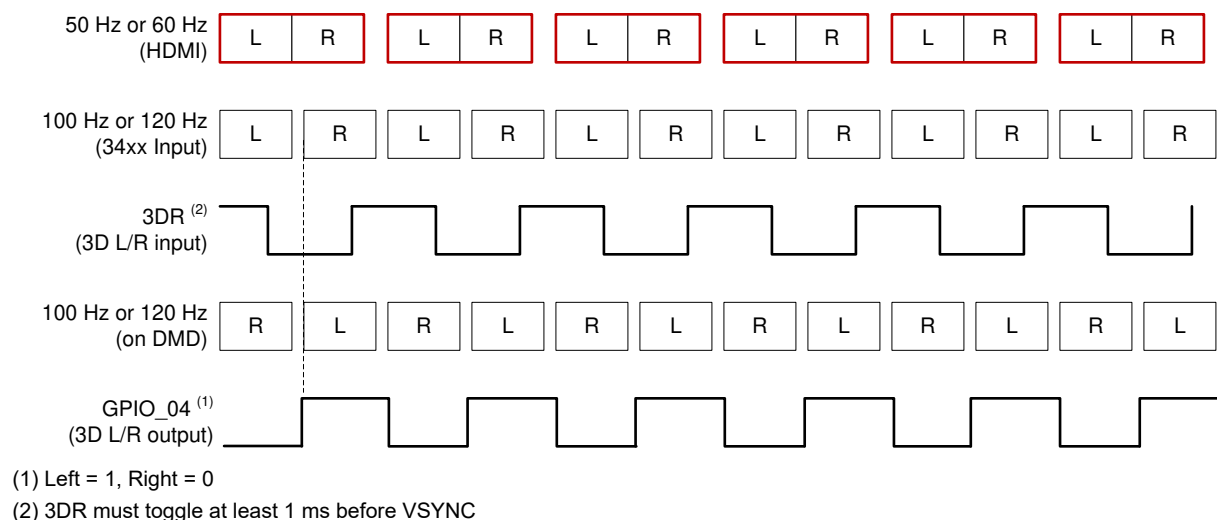 50 Hz or 60 Hz
(HDMI)
L R L R L R L R L R L R
100 Hz or 120 Hz
(34xx Input)
L R L R L R L R L R L R
3DR (2)
(3D L/R input)
100 Hz or 120 Hz
(on DMD)
R L R L R L R L R L R L
GPIO_04 (1)
(3D L/R output)
(1) Left = 1, Right = 0
(2) 3DR must toggle at least 1 ms before VSYNC